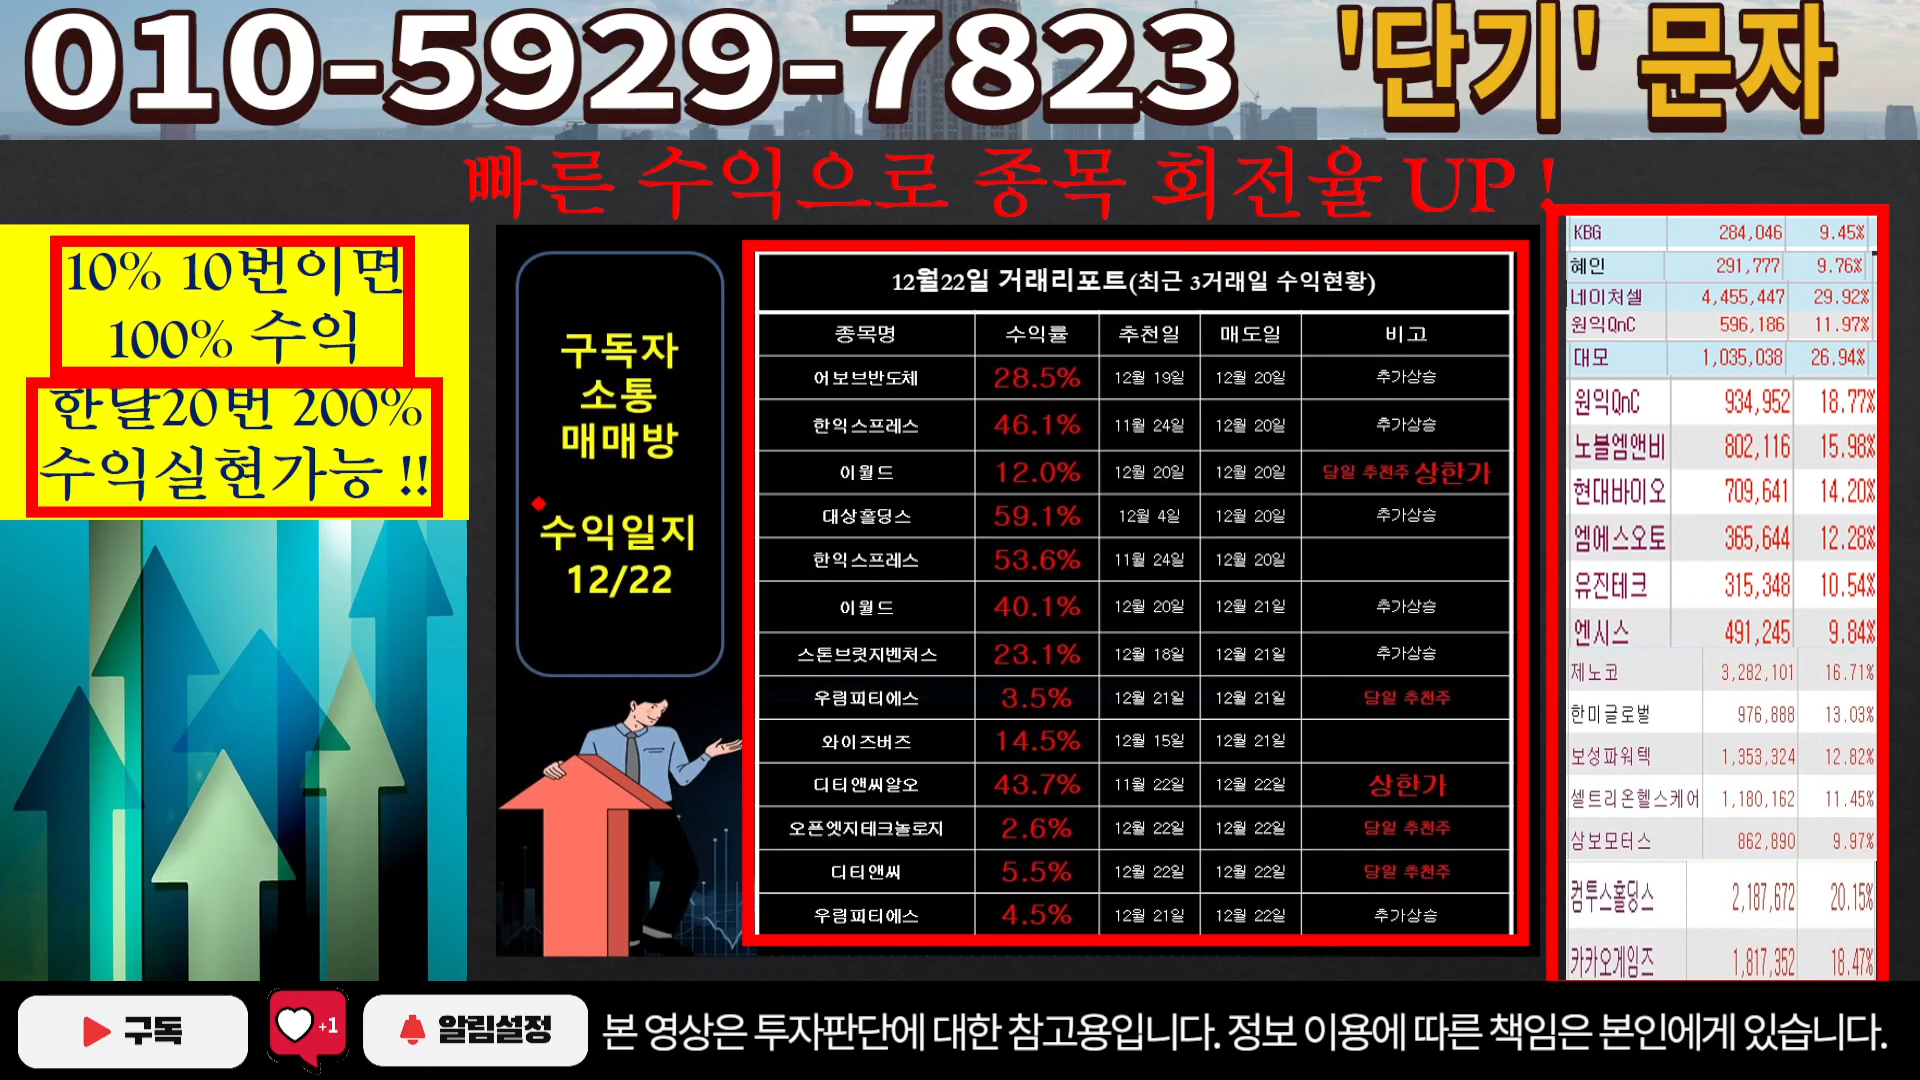 010-5929-7823 '단기' 문자
빠른 수익으로 종목 회전율 UP !
10% 10번이면
100% 수익
한달20번 200%
수익실현가능 !!
구독자
소통
매매방
수익일지
12/22
12월22일 거래리포트(최근 3거래일 수익현황)
종목명 수익률 추천일 매도일 비고
어보브반도체 28.5% 12월 19일 12월 20일 추가상승
한익스프레스 46.1% 11월 24일 12월 20일 추가상승
이월드 12.0% 12월 20일 12월 20일 당일 추천주 상한가
대상홀딩스 59.1% 12월 4일 12월 20일 추가상승
한익스프레스 53.6% 11월 24일 12월 20일
이월드 40.1% 12월 20일 12월 21일 추가상승
스톤브릿지벤처스 23.1% 12월 18일 12월 21일 추가상승
우림피티에스 3.5% 12월 21일 12월 21일 당일 추천주
와이즈버즈 14.5% 12월 15일 12월 21일
디티앤씨알오 43.7% 11월 22일 12월 22일 상한가
오픈엣지테크놀로지 2.6% 12월 22일 12월 22일 당일 추천주
디티앤씨 5.5% 12월 22일 12월 22일 당일 추천주
우림피티에스 4.5% 12월 21일 12월 22일 추가상승
KBG 284,046 9.45%
혜인 291,777 9.76%
네이처셀 4,455,447 29.92%
원익QnC 596,186 11.97%
대모 1,035,038 26.94%
원익QnC 934,952 18.77%
노블엠앤비 802,116 15.98%
현대바이오 709,641 14.20%
엠에스오토 365,644 12.28%
유진테크 315,348 10.54%
엔시스 491,245 9.84%
제노코 3,282,101 16.71%
한미글로벌 976,888 13.03%
보성파워텍 1,353,324 12.82%
셀트리온헬스케어 1,180,162 11.45%
상보모터스 862,890 9.97%
컴투스홀딩스 2,187,672 20.15%
카카오게임즈 1,817,352 18.47%
구독 +1 알림설정 본 영상은 투자판단에 대한 참고용입니다. 정보 이용에 따른 책임은 본인에게 있습니다.